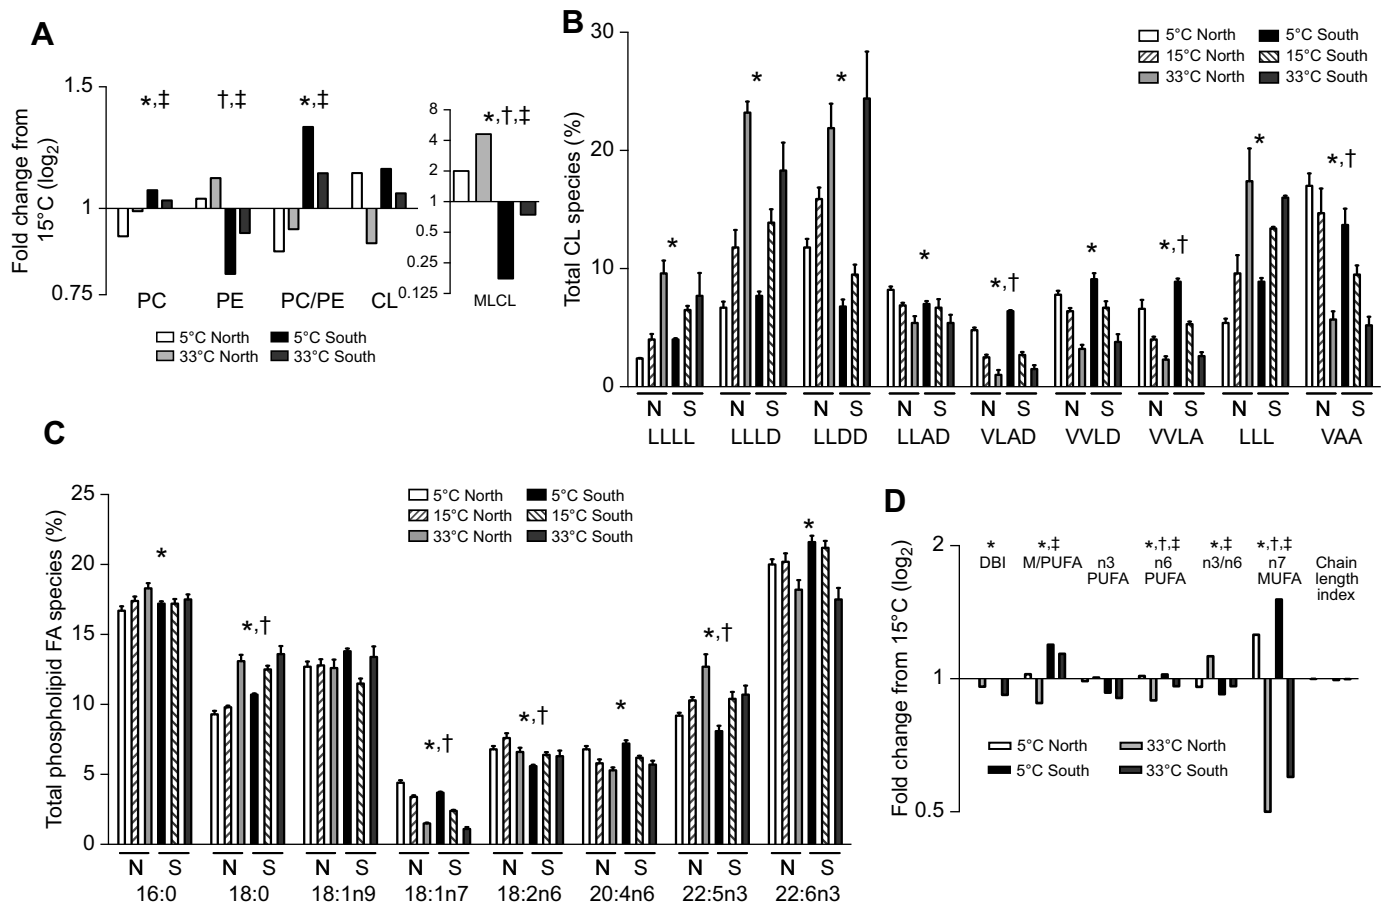 A
Fold change from
15°C (log2)
1.5
1
0.75
*,‡
†,‡
*,‡
PC
PE
PC/PE
CL
8
4
2
1
0.5
0.25
0.125
*,†,‡
MLCL
5°C North
5°C South
33°C North
33°C South
B
Total CL species (%)
30
20
10
0
5°C North
5°C South
15°C North
15°C South
33°C North
33°C South
*
*
*
*
*,†
*
*,†
*
*,†
N S N S N S N S N S N S N S N S N S
LLLL LLLD LLDD LLAD VLAD VVLD VVLA LLL VAA
C
Total phospholipid FA species (%)
25
20
15
10
5
0
5°C North
5°C South
15°C North
15°C South
33°C North
33°C South
*
*,†
*,†
*,†
*
*,†
*
N S N S N S N S N S N S N S N S
16:0 18:0 18:1n9 18:1n7 18:2n6 20:4n6 22:5n3 22:6n3
D
Fold change from 15°C (log2)
2
1
0.5
*
DBI
*,‡
M/PUFA
n3
PUFA
*,†,‡
n6
PUFA
*,‡
n3/n6
*,†,‡
n7
MUFA
Chain
length
index
5°C North
33°C North
5°C South
33°C South